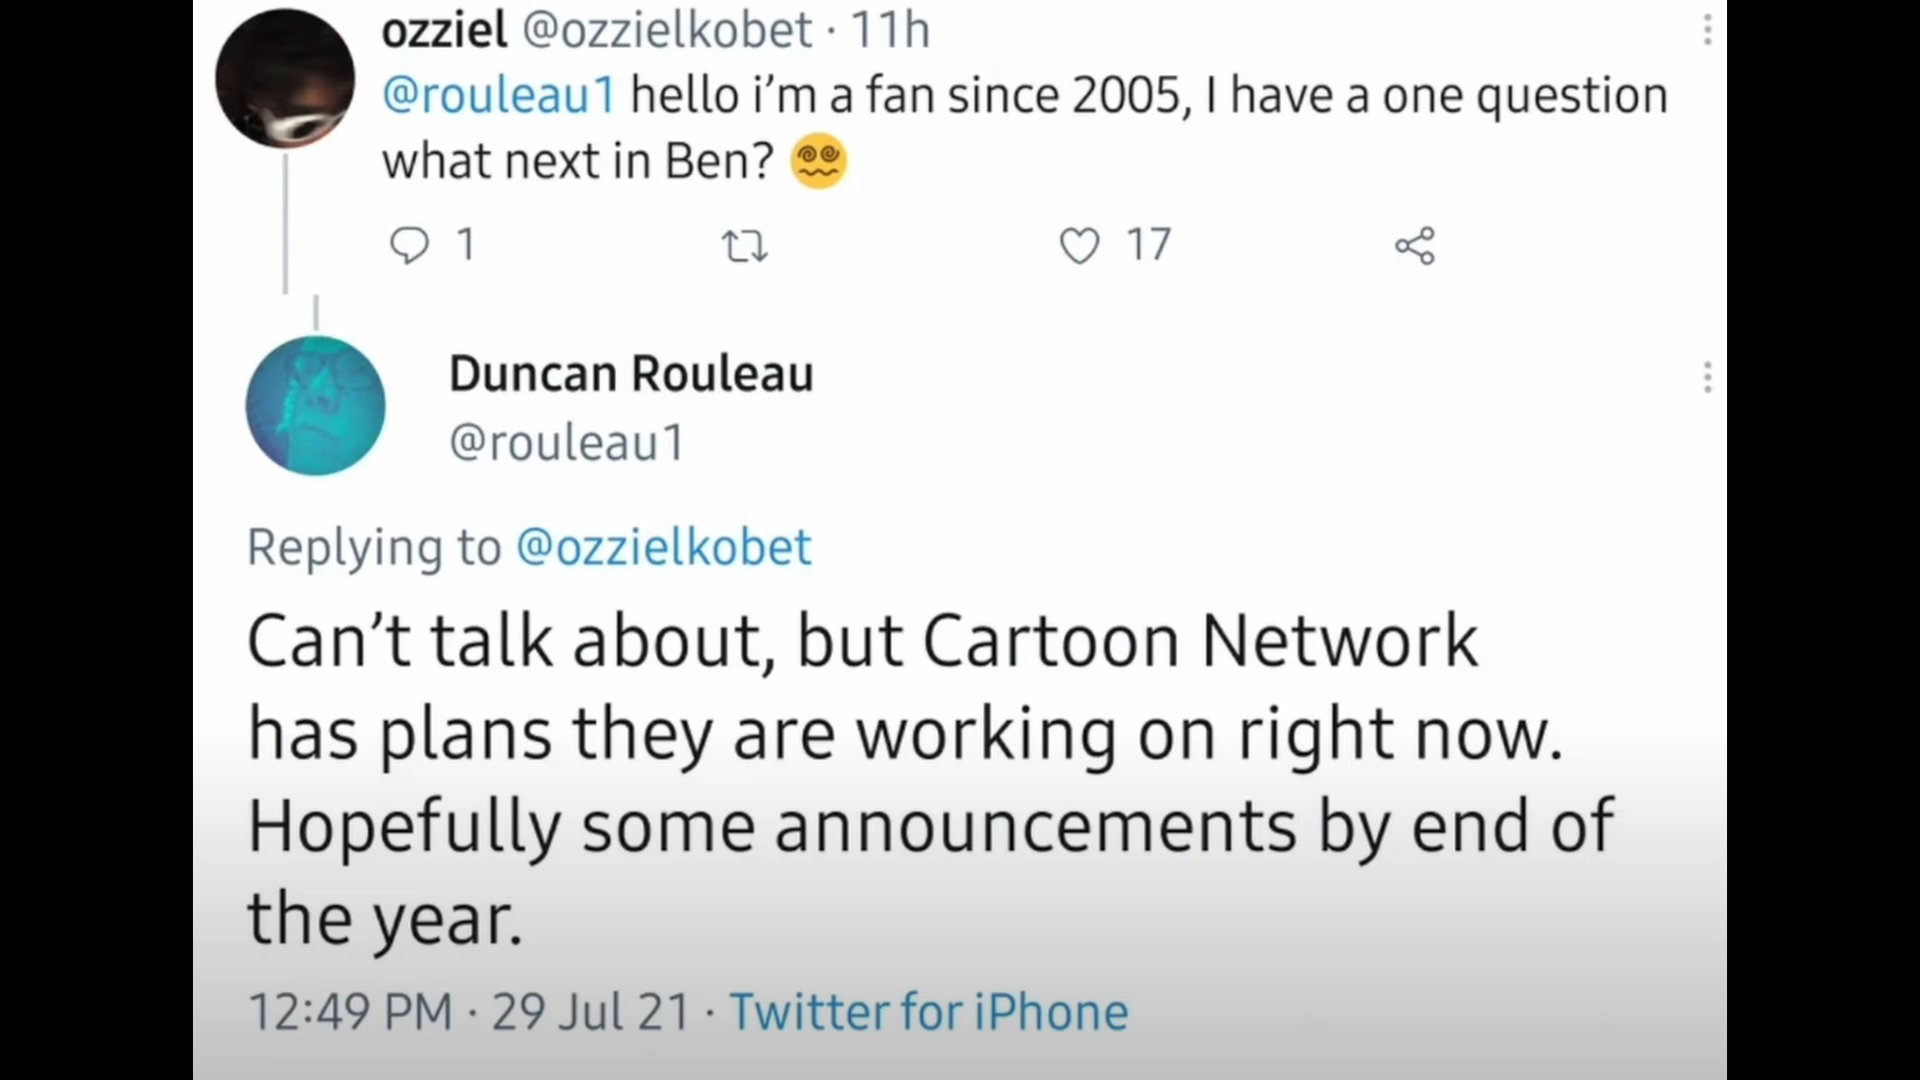 ozziel @ozzielkobet · 11h
@rouleau1 hello i'm a fan since 2005, I have a one question
what next in Ben? 😵‍💫
1 17
Duncan Rouleau
@rouleau1
Replying to @ozzielkobet
Can't talk about, but Cartoon Network
has plans they are working on right now.
Hopefully some announcements by end of
the year.
12:49 PM · 29 Jul 21 · Twitter for iPhone